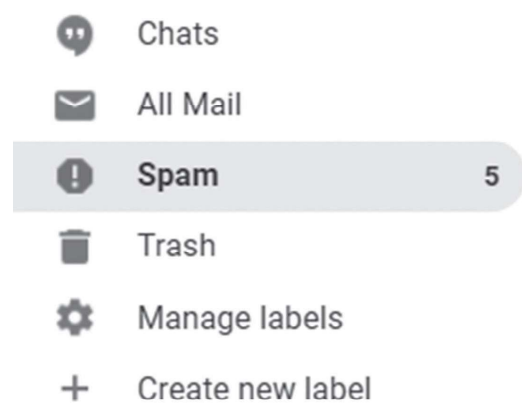 Chats
All Mail
Spam 5
Trash
Manage labels
Create new label